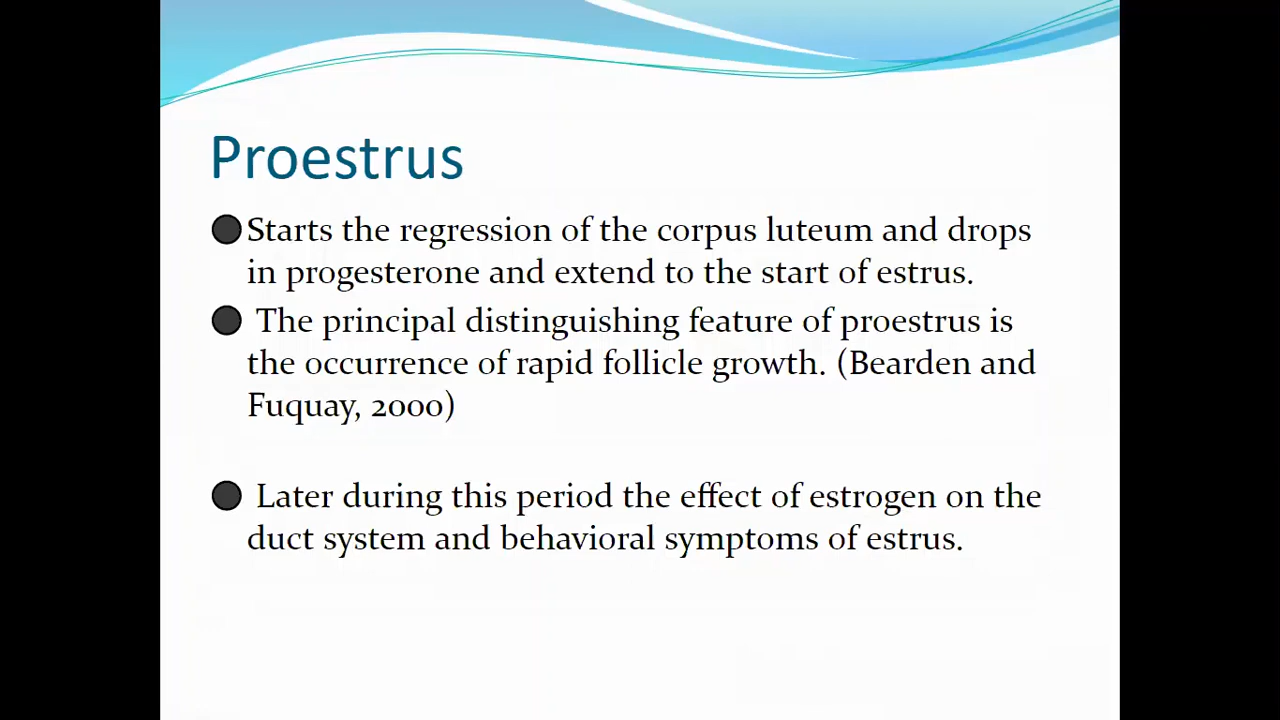 Proestrus
Starts the regression of the corpus luteum and drops
in progesterone and extend to the start of estrus.
The principal distinguishing feature of proestrus is
the occurrence of rapid follicle growth. (Bearden and
Fuquay, 2000)
Later during this period the effect of estrogen on the
duct system and behavioral symptoms of estrus.